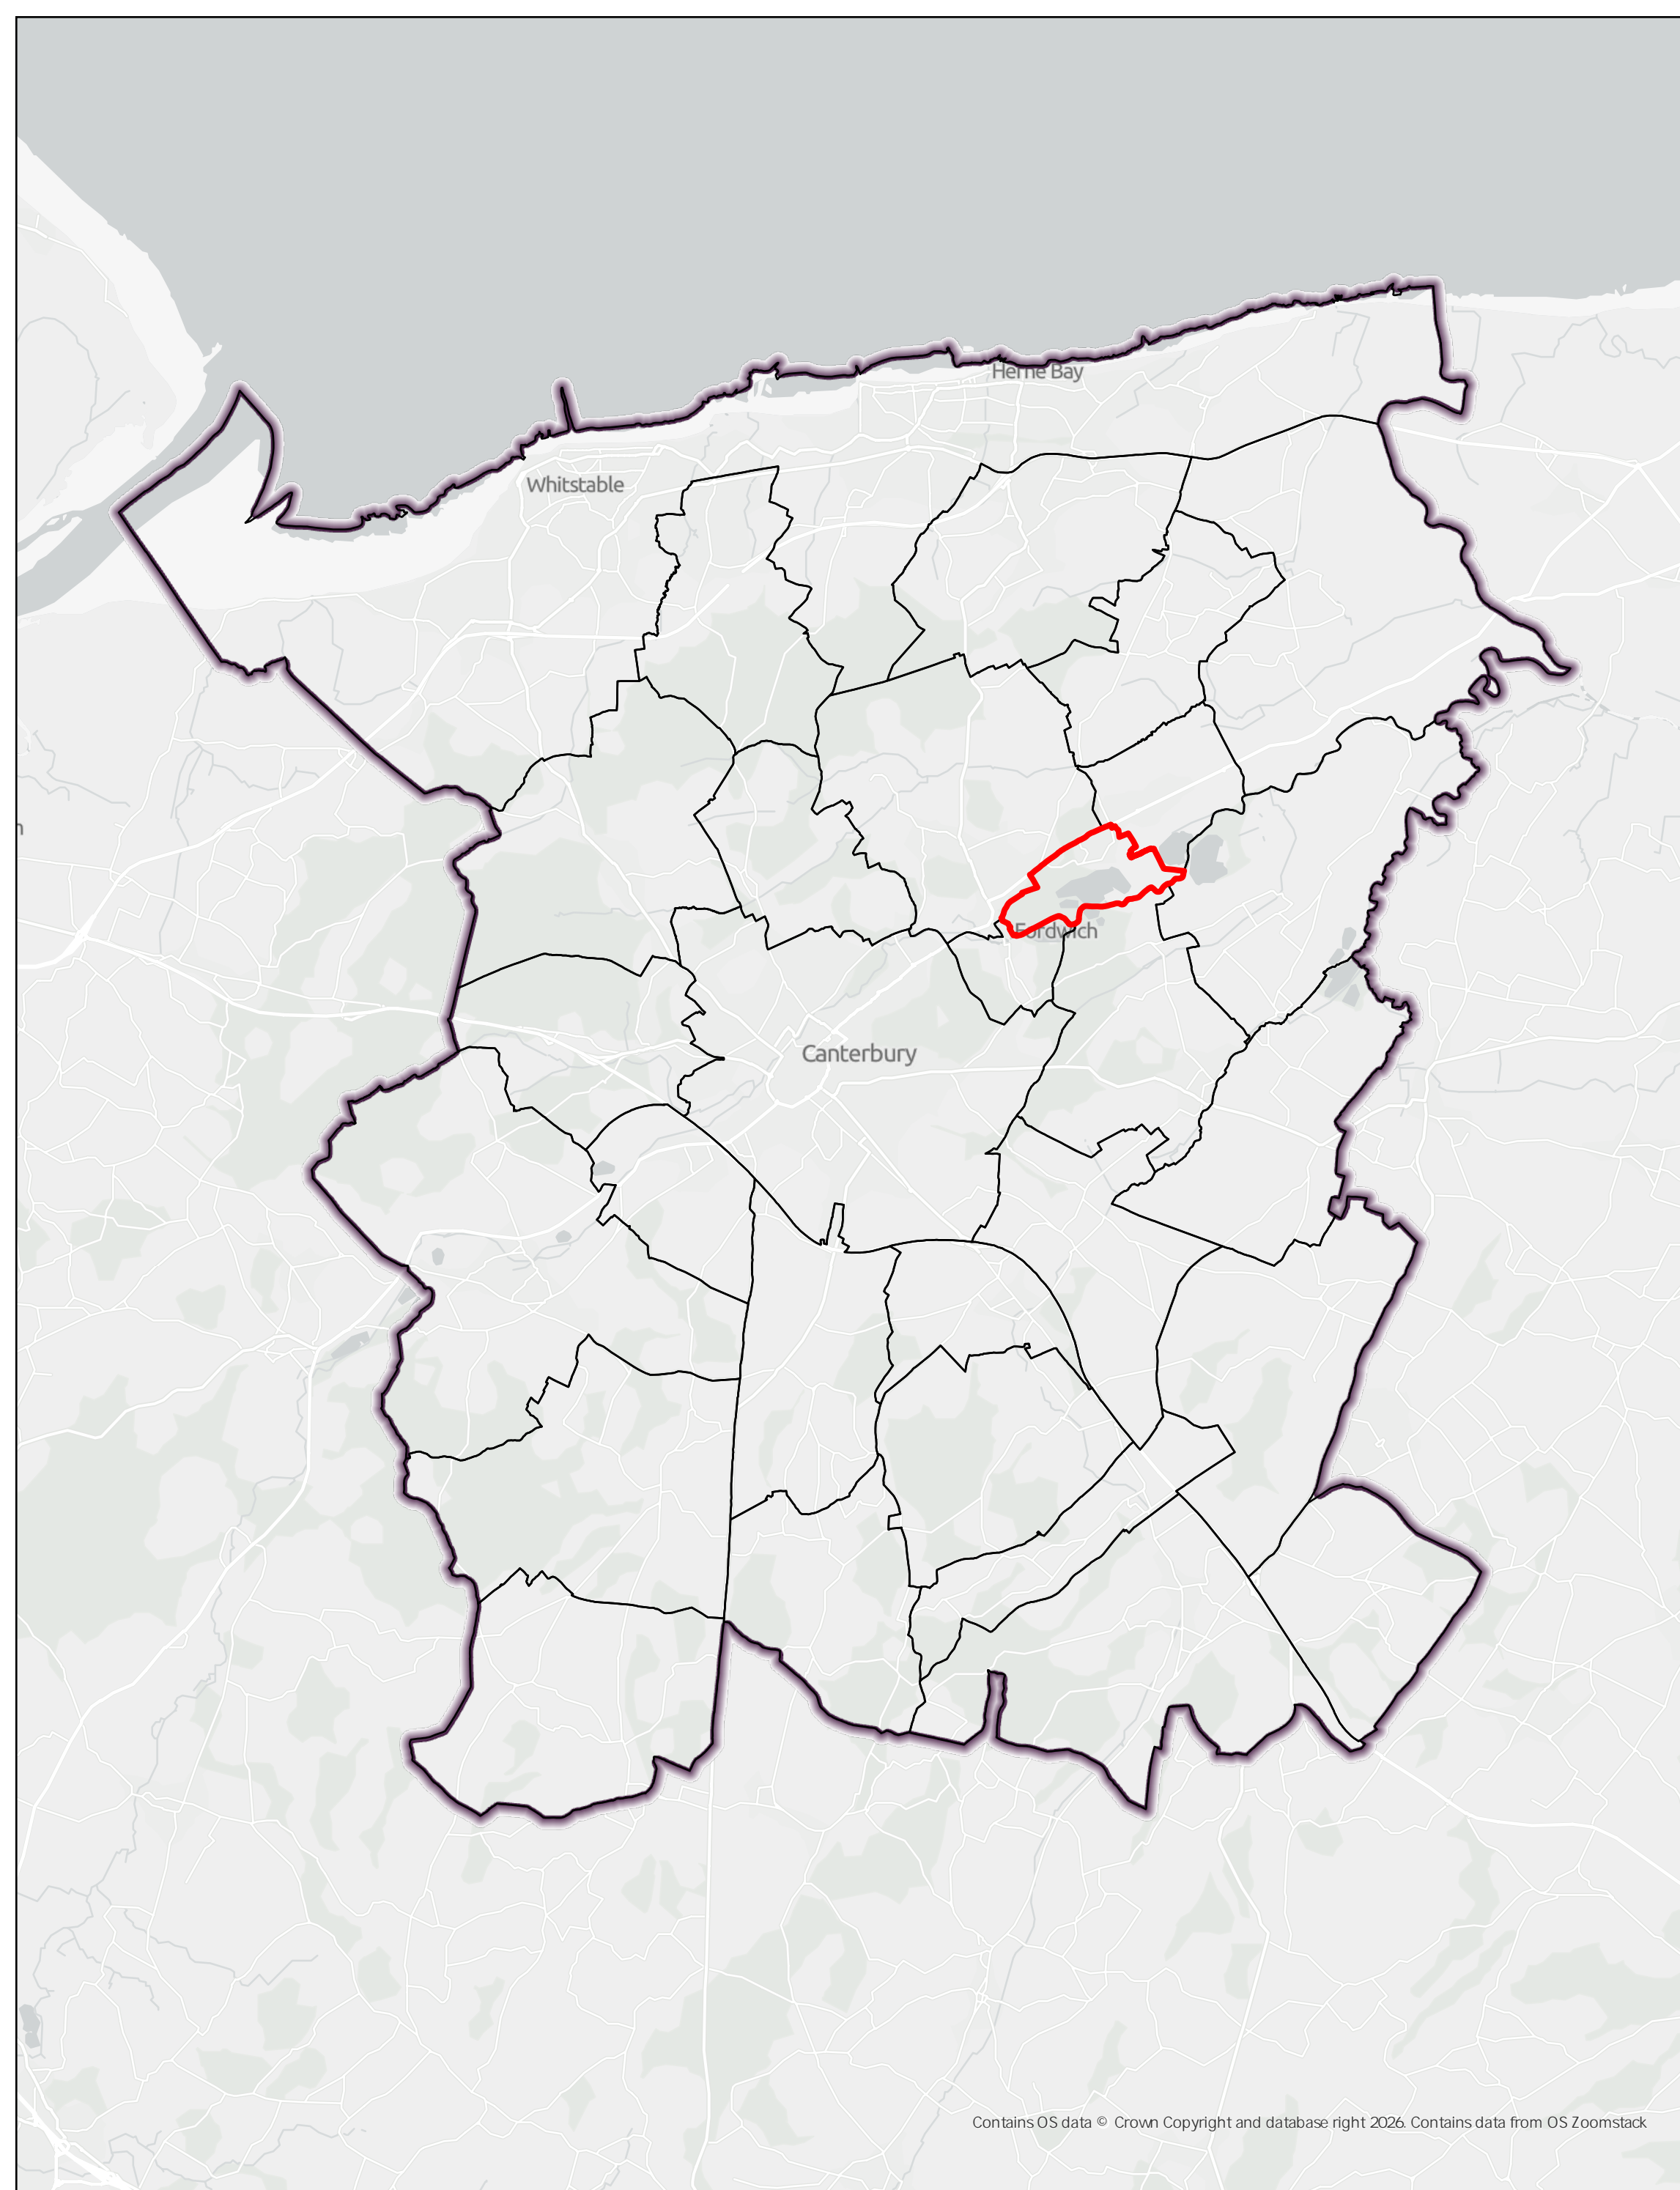 Herne Bay
Whitstable
Fordwich
Canterbury
Contains OS data © Crown Copyright and database right 2026. Contains data from OS Zoomstack